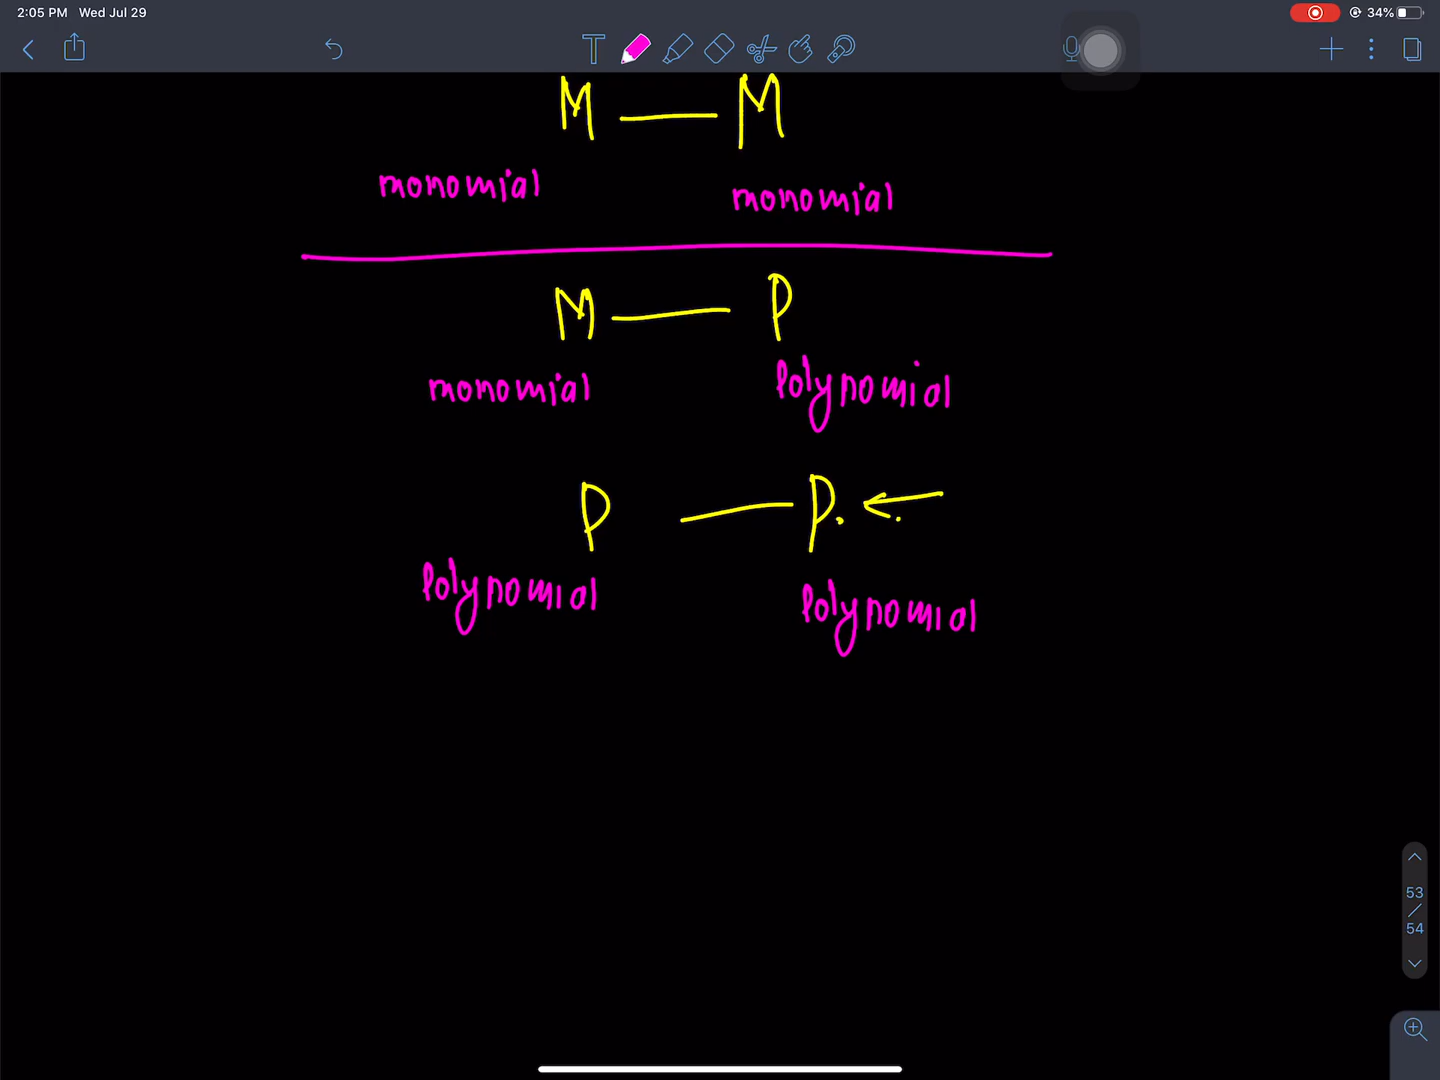 2:05 PM Wed Jul 29
34%
T
M — M
monomial monomial
M — P
monomial polynomial
P — P. ←
polynomial polynomial
53
/
54